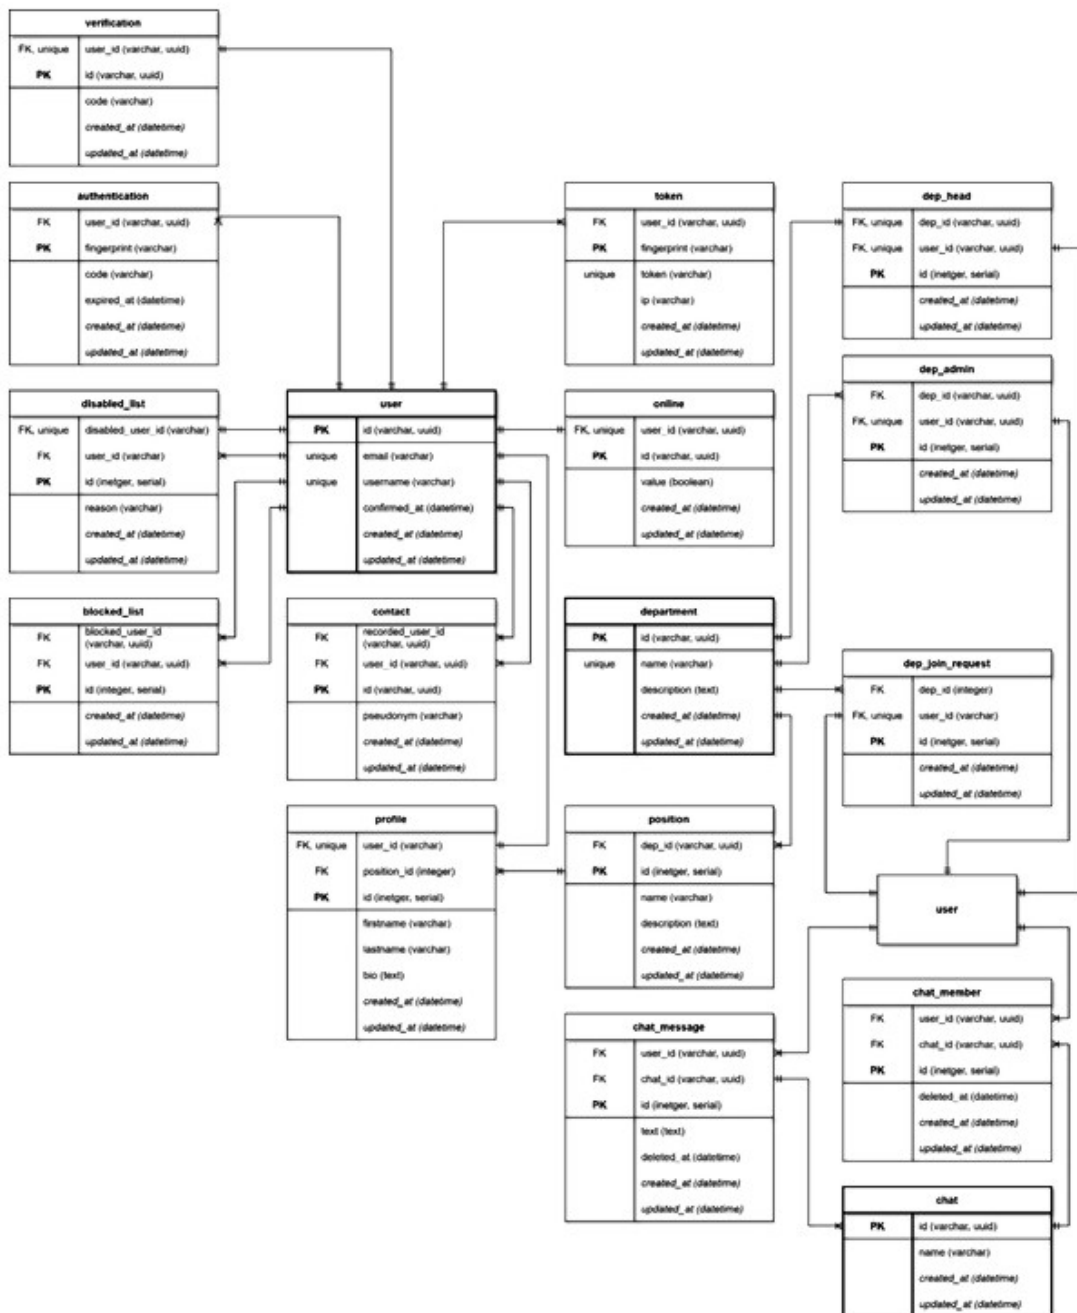 verification
FK, unique user_id (varchar, uuid)
PK id (varchar, uuid)
code (varchar)
created_at (datetime)
updated_at (datetime)
authentication
FK user_id (varchar, uuid)
PK fingerprint (varchar)
code (varchar)
expired_at (datetime)
created_at (datetime)
updated_at (datetime)
token
FK user_id (varchar, uuid)
PK fingerprint (varchar)
unique token (varchar)
ip (varchar)
created_at (datetime)
updated_at (datetime)
dep_head
FK, unique dep_id (varchar, uuid)
FK, unique user_id (varchar, uuid)
PK id (inetger, serial)
created_at (datetime)
updated_at (datetime)
dep_admin
FK dep_id (varchar, uuid)
FK, unique user_id (varchar, uuid)
PK id (inetger, serial)
created_at (datetime)
updated_at (datetime)
disabled_list
FK, unique disabled_user_id (varchar)
FK user_id (varchar)
PK id (inetger, serial)
reason (varchar)
created_at (datetime)
updated_at (datetime)
user
PK id (varchar, uuid)
unique email (varchar)
unique username (varchar)
confirmed_at (datetime)
created_at (datetime)
updated_at (datetime)
online
FK, unique user_id (varchar, uuid)
PK id (varchar, uuid)
value (boolean)
created_at (datetime)
updated_at (datetime)
blocked_list
FK blocked_user_id
(varchar, uuid)
FK user_id (varchar, uuid)
PK id (integer, serial)
created_at (datetime)
updated_at (datetime)
contact
FK recorded_user_id
(varchar, uuid)
FK user_id (varchar, uuid)
PK id (varchar, uuid)
pseudonym (varchar)
created_at (datetime)
updated_at (datetime)
department
PK id (varchar, uuid)
unique name (varchar)
description (text)
created_at (datetime)
updated_at (datetime)
dep_join_request
FK dep_id (integer)
FK, unique user_id (varchar)
PK id (inetger, serial)
created_at (datetime)
updated_at (datetime)
profile
FK, unique user_id (varchar)
FK position_id (integer)
PK id (inetger, serial)
firstname (varchar)
lastname (varchar)
bio (text)
created_at (datetime)
updated_at (datetime)
position
FK dep_id (varchar, uuid)
PK id (inetger, serial)
name (varchar)
description (text)
created_at (datetime)
updated_at (datetime)
user
chat_member
FK user_id (varchar, uuid)
FK chat_id (varchar, uuid)
PK id (inetger, serial)
deleted_at (datetime)
created_at (datetime)
updated_at (datetime)
chat_message
FK user_id (varchar, uuid)
FK chat_id (varchar, uuid)
PK id (inetger, serial)
text (text)
deleted_at (datetime)
created_at (datetime)
updated_at (datetime)
chat
PK id (varchar, uuid)
name (varchar)
created_at (datetime)
updated_at (datetime)